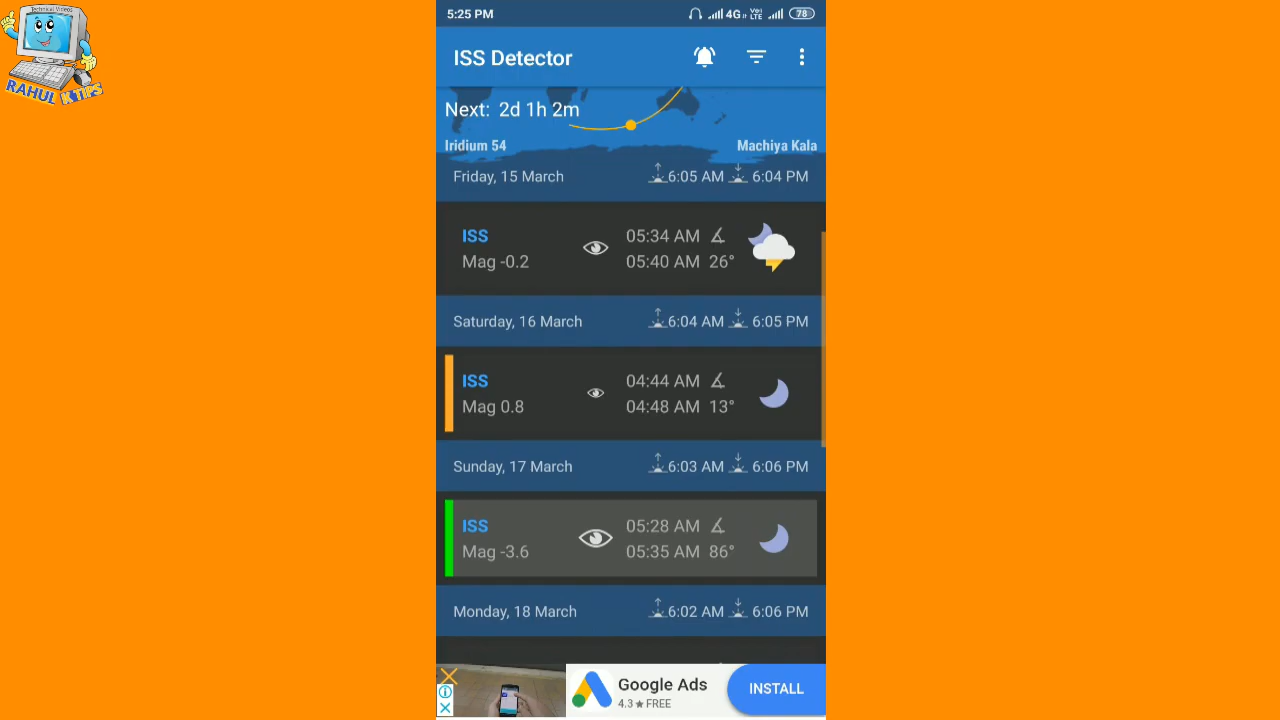 Technical Videos
RAHUL K TIPS
5:25 PM
4G VoLTE 78
ISS Detector
Next: 2d 1h 2m
Iridium 54
Machiya Kala
Friday, 15 March 6:05 AM 6:04 PM
ISS 05:34 AM
Mag -0.2 05:40 AM 26°
Saturday, 16 March 6:04 AM 6:05 PM
ISS 04:44 AM
Mag 0.8 04:48 AM 13°
Sunday, 17 March 6:03 AM 6:06 PM
ISS 05:28 AM
Mag -3.6 05:35 AM 86°
Monday, 18 March 6:02 AM 6:06 PM
Google Ads
4.3★FREE
INSTALL